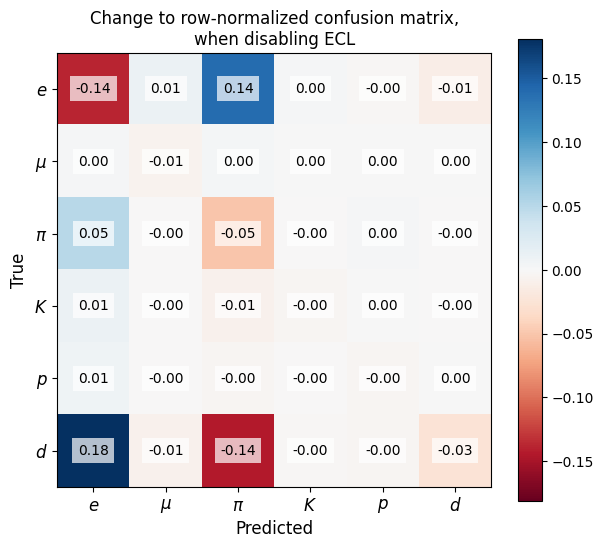 Change to row-normalized confusion matrix,
when disabling ECL
e -0.14 0.01 0.14 0.00 -0.00 -0.01
μ 0.00 -0.01 0.00 0.00 0.00 0.00
π 0.05 -0.00 -0.05 -0.00 0.00 -0.00
K 0.01 -0.00 -0.01 -0.00 0.00 -0.00
p 0.01 -0.00 -0.00 -0.00 -0.00 0.00
d 0.18 -0.01 -0.14 -0.00 -0.00 -0.03
e μ π K p d
Predicted
True
0.15
0.10
0.05
0.00
−0.05
−0.10
−0.15